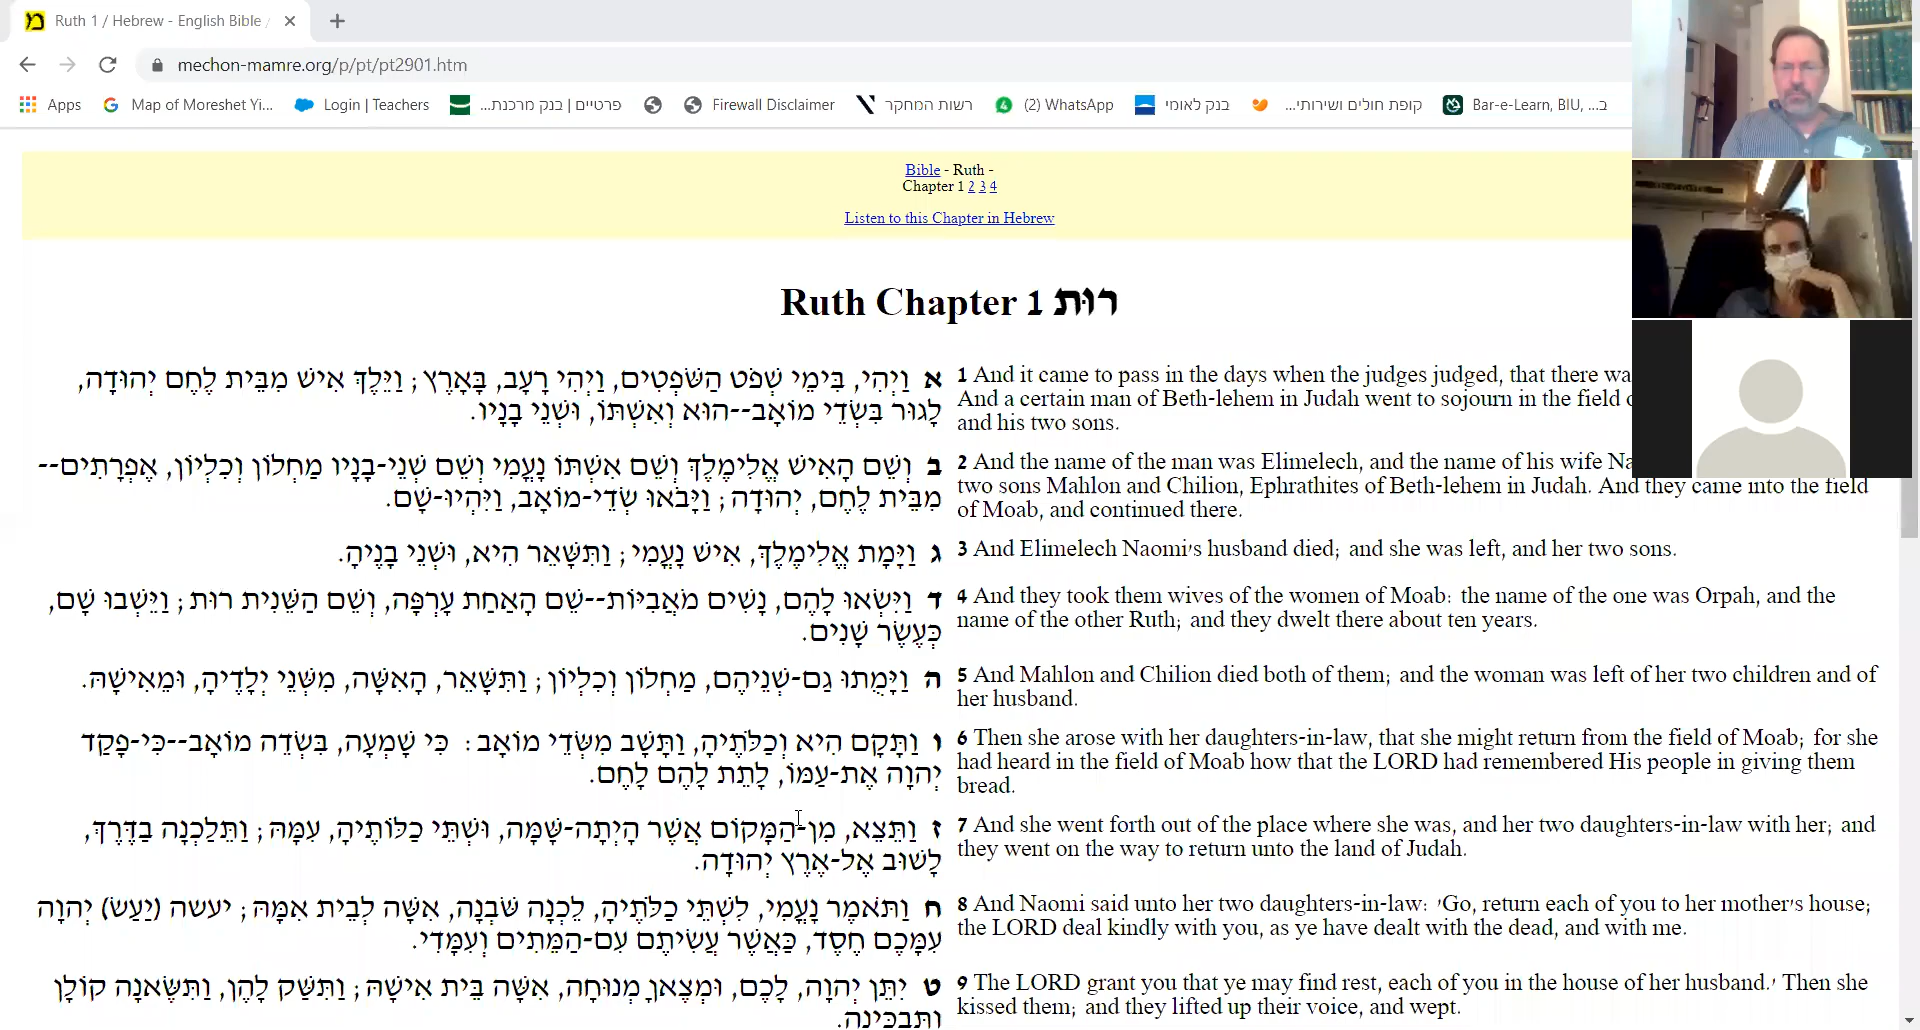 Ruth 1 / Hebrew - English Bible /
mechon-mamre.org/p/pt/pt2901.htm
Apps
Map of Moreshet Yi...
Login | Teachers
פרטיים | בנק מרכנת...
Firewall Disclaimer
רשות המחקר
(2) WhatsApp
בנק לאומי
קופת חולים ושירותי...
Bar-e-Learn, BIU, ...ב
Bible - Ruth -
Chapter 1 2 3 4
Listen to this Chapter in Hebrew
Ruth Chapter 1 רוּת
א וַיְהִי, בִּימֵי שְׁפֹט הַשֹּׁפְטִים, וַיְהִי רָעָב, בָּאָרֶץ; וַיֵּלֶךְ אִישׁ מִבֵּית לֶחֶם יְהוּדָה,
לָגוּר בִּשְׂדֵי מוֹאָב--הוּא וְאִשְׁתּוֹ, וּשְׁנֵי בָנָיו.
1 And it came to pass in the days when the judges judged, that there wa
And a certain man of Beth-lehem in Judah went to sojourn in the field
and his two sons.
ב וְשֵׁם הָאִישׁ אֱלִימֶלֶךְ וְשֵׁם אִשְׁתּוֹ נָעֳמִי וְשֵׁם שְׁנֵי-בָנָיו מַחְלוֹן וְכִלְיוֹן, אֶפְרָתִים--
מִבֵּית לֶחֶם, יְהוּדָה; וַיָּבֹאוּ שְׂדֵי-מוֹאָב, וַיִּהְיוּ-שָׁם.
2 And the name of the man was Elimelech, and the name of his wife Na
two sons Mahlon and Chilion, Ephrathites of Beth-lehem in Judah. And they came into the field
of Moab, and continued there.
ג וַיָּמָת אֱלִימֶלֶךְ, אִישׁ נָעֳמִי; וַתִּשָּׁאֵר הִיא, וּשְׁנֵי בָנֶיהָ.
3 And Elimelech Naomi's husband died; and she was left, and her two sons.
ד וַיִּשְׂאוּ לָהֶם, נָשִׁים מֹאֲבִיּוֹת--שֵׁם הָאַחַת עָרְפָּה, וְשֵׁם הַשֵּׁנִית רוּת; וַיֵּשְׁבוּ שָׁם,
כְּעֶשֶׂר שָׁנִים.
4 And they took them wives of the women of Moab: the name of the one was Orpah, and the
name of the other Ruth; and they dwelt there about ten years.
ה וַיָּמֻתוּ גַם-שְׁנֵיהֶם, מַחְלוֹן וְכִלְיוֹן; וַתִּשָּׁאֵר, הָאִשָּׁה, מִשְּׁנֵי יְלָדֶיהָ, וּמֵאִישָׁהּ.
5 And Mahlon and Chilion died both of them; and the woman was left of her two children and of
her husband.
ו וַתָּקָם הִיא וְכַלֹּתֶיהָ, וַתָּשָׁב מִשְּׂדֵי מוֹאָב: כִּי שָׁמְעָה, בִּשְׂדֵה מוֹאָב--כִּי-פָקַד
יְהוָה אֶת-עַמּוֹ, לָתֵת לָהֶם לָחֶם.
6 Then she arose with her daughters-in-law, that she might return from the field of Moab; for she
had heard in the field of Moab how that the LORD had remembered His people in giving them
bread.
ז וַתֵּצֵא, מִן-הַמָּקוֹם אֲשֶׁר הָיְתָה-שָׁמָּה, וּשְׁתֵּי כַלּוֹתֶיהָ, עִמָּהּ; וַתֵּלַכְנָה בַדֶּרֶךְ,
לָשׁוּב אֶל-אֶרֶץ יְהוּדָה.
7 And she went forth out of the place where she was, and her two daughters-in-law with her; and
they went on the way to return unto the land of Judah.
ח וַתֹּאמֶר נָעֳמִי, לִשְׁתֵּי כַלֹּתֶיהָ, לֵכְנָה שֹּׁבְנָה, אִשָּׁה לְבֵית אִמָּהּ; יעשה (יַעַשׂ) יְהוָה
עִמָּכֶם חֶסֶד, כַּאֲשֶׁר עֲשִׂיתֶם עִם-הַמֵּתִים וְעִמָּדִי.
8 And Naomi said unto her two daughters-in-law: 'Go, return each of you to her mother's house;
the LORD deal kindly with you, as ye have dealt with the dead, and with me.
ט יִתֵּן יְהוָה, לָכֶם, וּמְצֶאןָ מְנוּחָה, אִשָּׁה בֵּית אִישָׁהּ; וַתִּשַּׁק לָהֶן, וַתִּשֶּׂאנָה קוֹלָן
וַתִּבְכֶּינָה.
9 The LORD grant you that ye may find rest, each of you in the house of her husband.' Then she
kissed them; and they lifted up their voice, and wept.